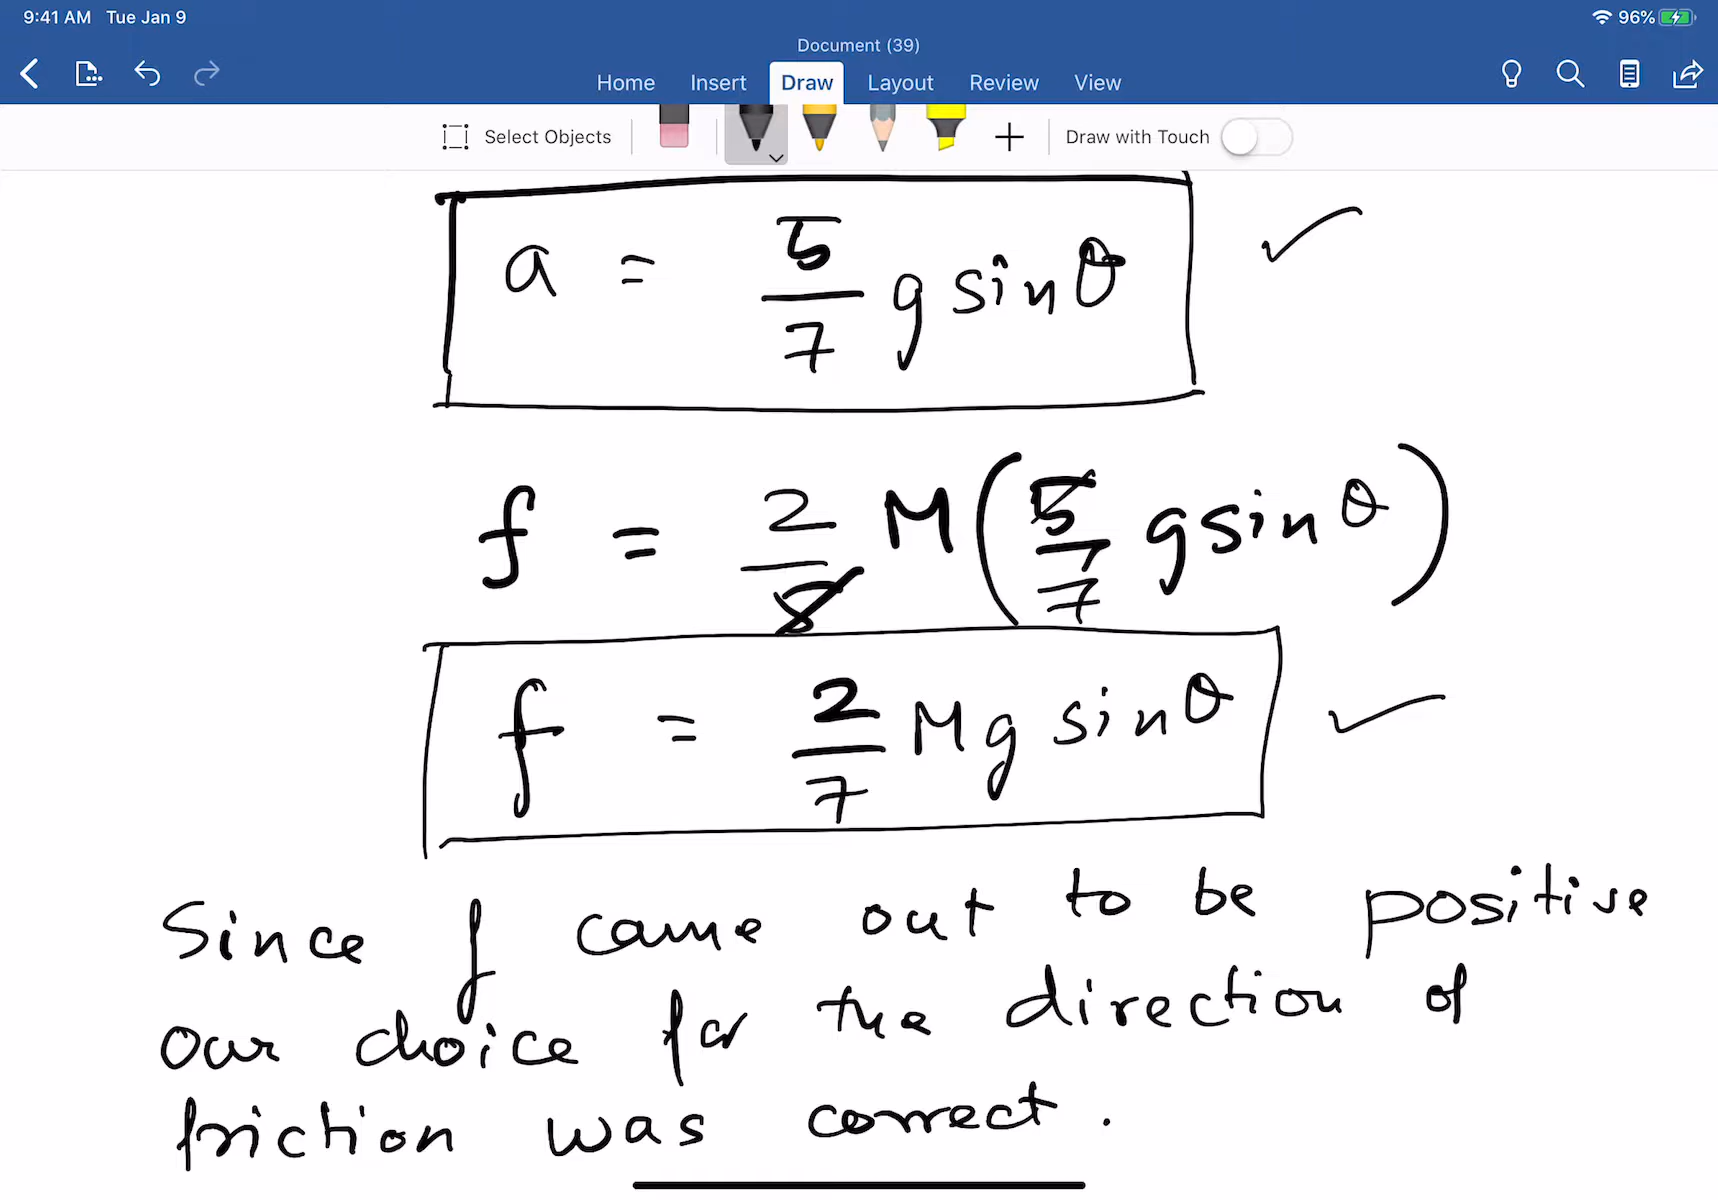 9:41 AM Tue Jan 9
96%
Document (39)
Home Insert Draw Layout Review View
Select Objects Draw with Touch
a = 5/7 g sin θ ✓
f = 2/5 M (5/7 g sin θ)
f = 2/7 Mg sin θ ✓
Since f came out to be positive
our choice for the direction of
friction was correct.